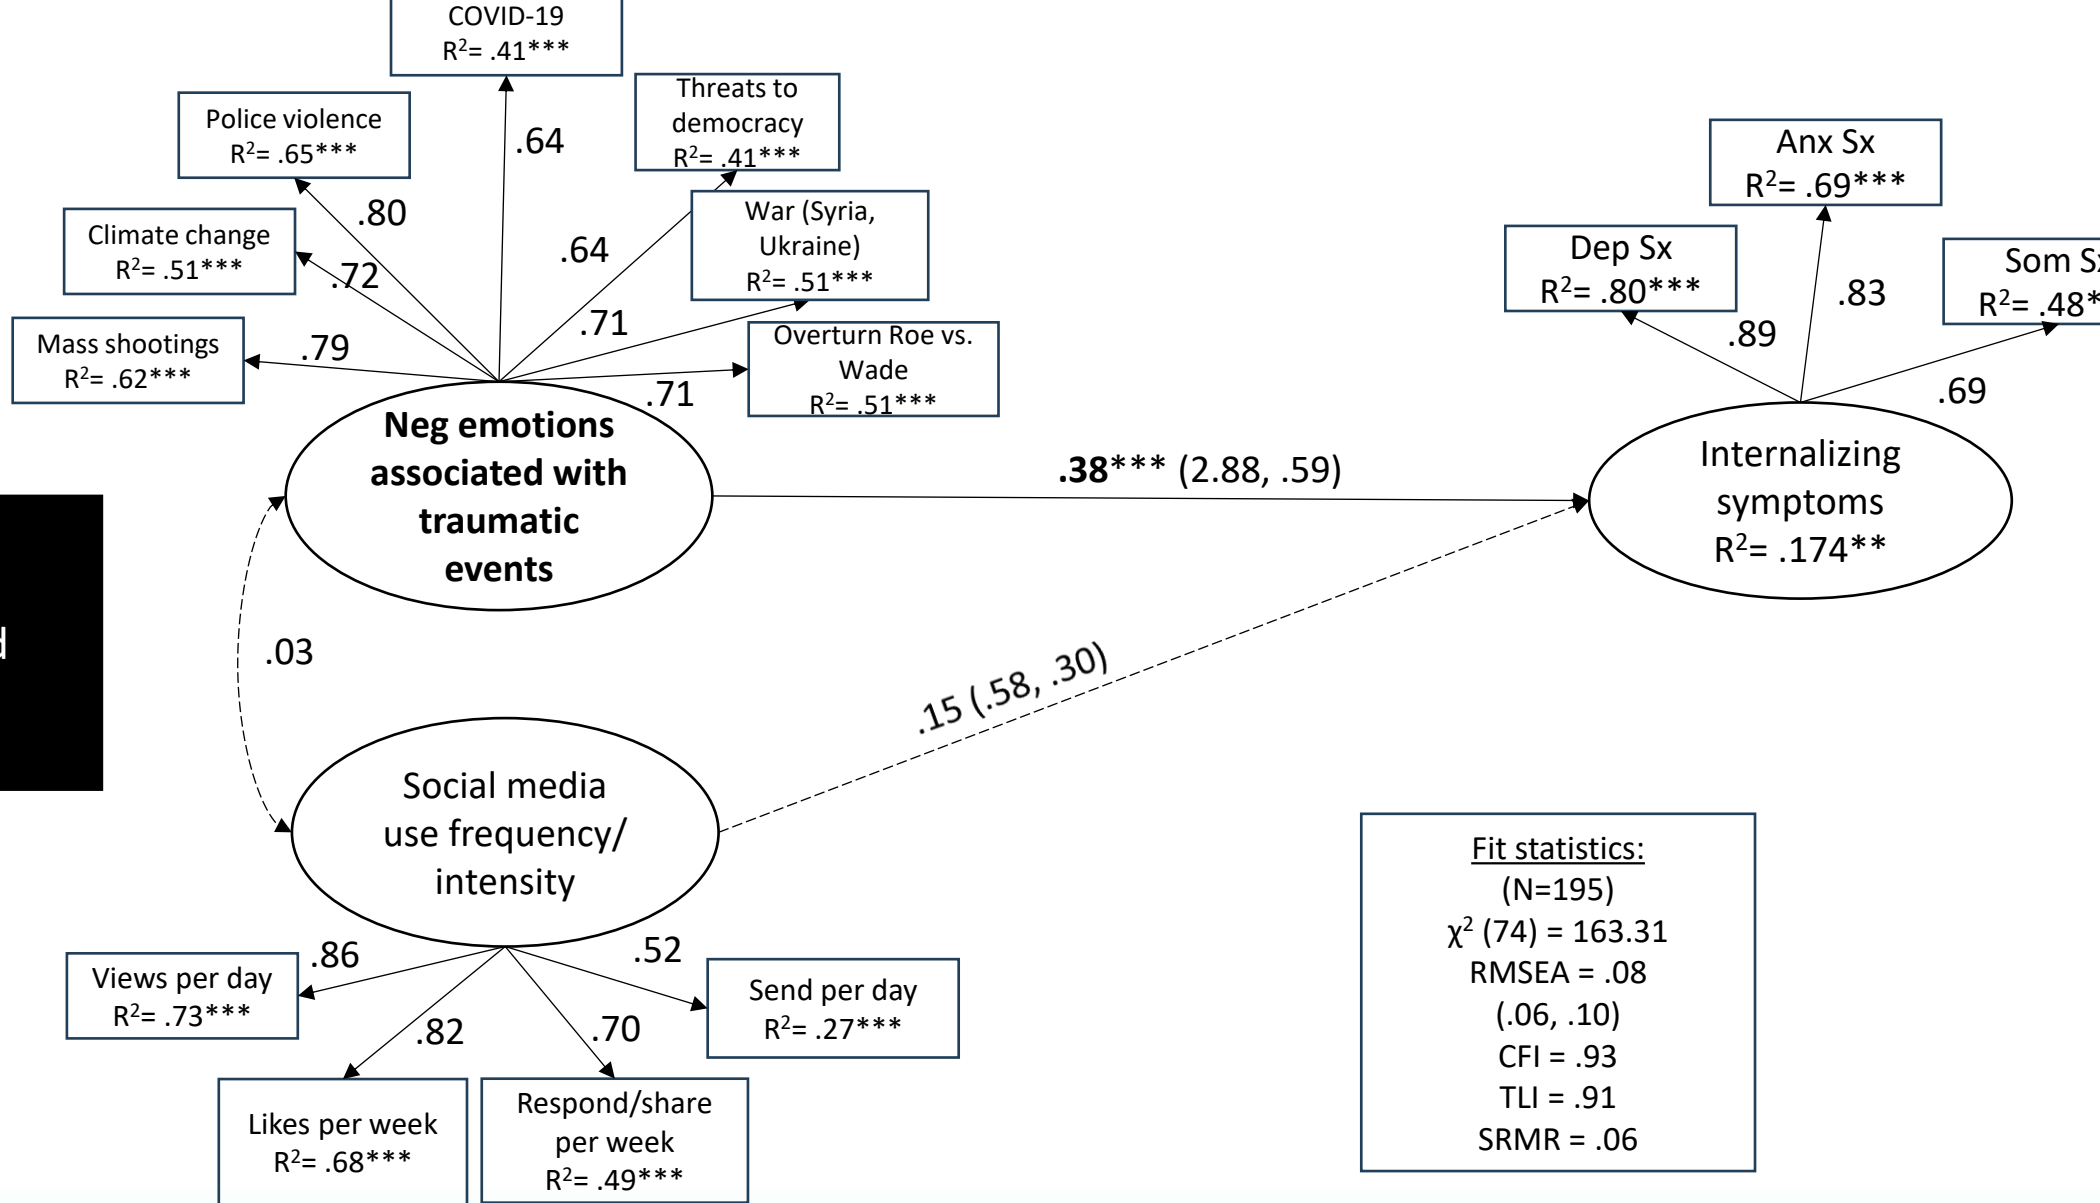 COVID-19
R²= .41***
Threats to
democracy
R²= .41***
Police violence
R²= .65***
.64
.80
Climate change
R²= .51***
.72
.64
War (Syria,
Ukraine)
R²= .51***
Mass shootings
R²= .62***
.79
.71
Overturn Roe vs.
Wade
R²= .51***
.71
Neg emotions
associated with
traumatic
events
.38*** (2.88, .59)
Anx Sx
R²= .69***
Dep Sx
R²= .80***
Som
R²= .48*
.89
.83
.69
Internalizing
symptoms
R²= .174**
.03
.15 (.58, .30)
Social media
use frequency/
intensity
.86
.52
Views per day
R²= .73***
Send per day
R²= .27***
.82
.70
Likes per week
R²= .68***
Respond/share
per week
R²= .49***
Fit statistics:
(N=195)
χ² (74) = 163.31
RMSEA = .08
(.06, .10)
CFI = .93
TLI = .91
SRMR = .06